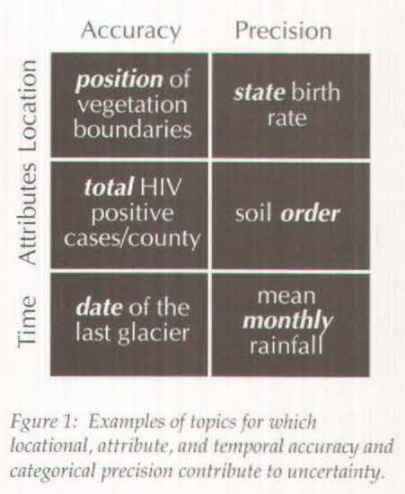 Accuracy Precision
Location
position of
vegetation
boundaries
state birth
rate
Attributes
total HIV
positive
cases/county
soil order
Time
date of the
last glacier
mean
monthly
rainfall
Fgure 1: Examples of topics for which
locational, attribute, and temporal accuracy and
categorical precision contribute to uncertainty.